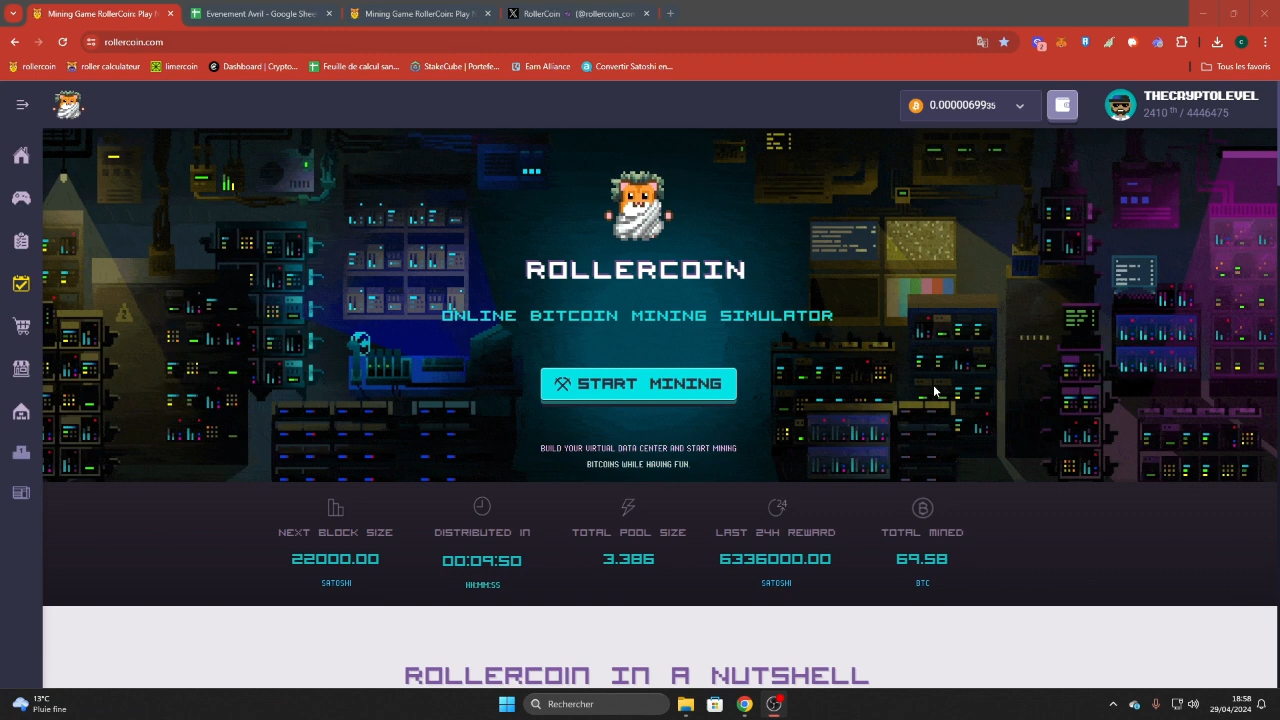 Mining Game RollerCoin: Play N
Evenement Avril - Google Shee
Mining Game RollerCoin: Play N
RollerCoin (@rollercoin_com
rollercoin.com
rollercoin
roller calculateur
limercoin
Dashboard | Crypto...
Feuille de calcul san...
StakeCube | Portefe...
Earn Alliance
Convertir Satoshi en...
Tous les favoris
0.0000069935
THECRYPTOLEVEL
2410 th / 4446475
ROLLERCOIN
ONLINE BITCOIN MINING SIMULATOR
START MINING
BUILD YOUR VIRTUAL DATA CENTER AND START MINING
BITCOINS WHILE HAVING FUN.
24
NEXT BLOCK SIZE
DISTRIBUTED IN
TOTAL POOL SIZE
LAST 24H REWARD
TOTAL MINED
22000.00
00:09:50
3.386
6336000.00
69.58
SATOSHI
HH:MM:SS
SATOSHI
BTC
ROLLERCOIN IN A NUTSHELL
13°C
Pluie fine
Rechercher
18:58
29/04/2024